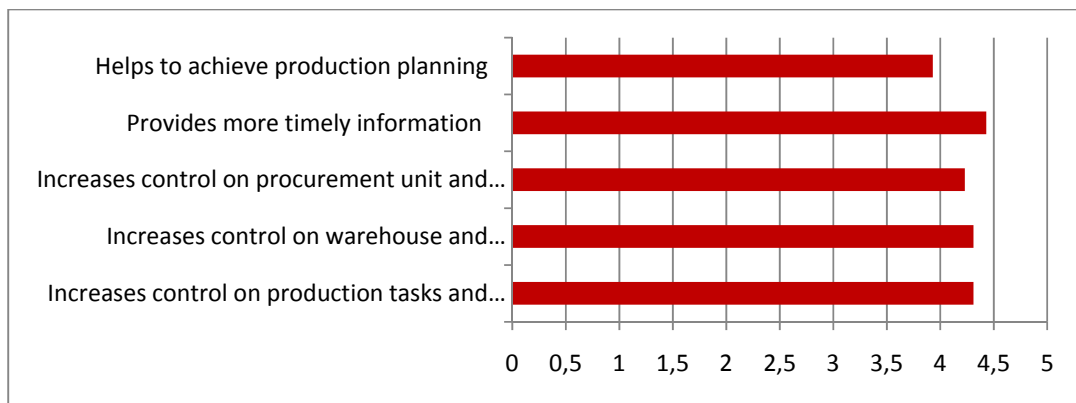 Helps to achieve production planning
Provides more timely information
Increases control on procurement unit and...
Increases control on warehouse and...
Increases control on production tasks and...
0 0,5 1 1,5 2 2,5 3 3,5 4 4,5 5